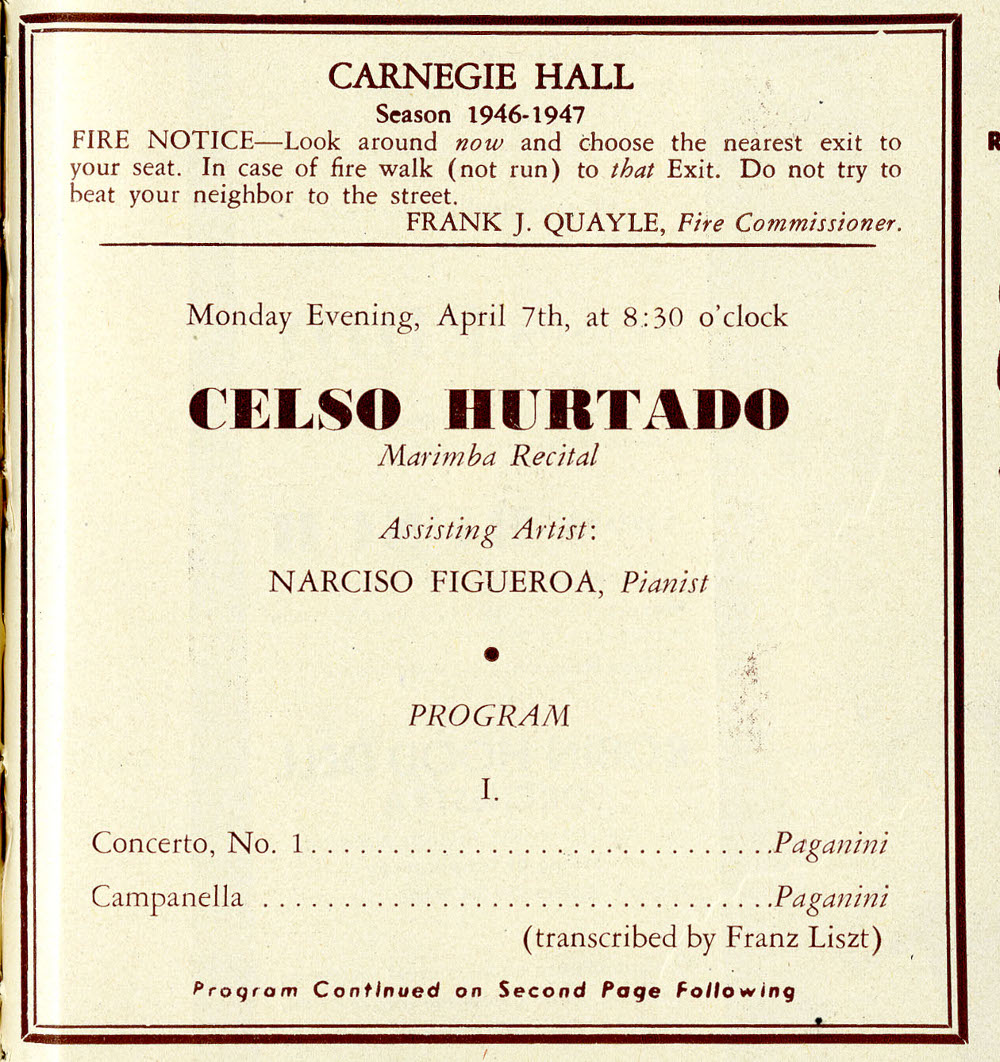 CARNEGIE HALL
Season 1946-1947
FIRE NOTICE—Look around now and choose the nearest exit to
your seat. In case of fire walk (not run) to that Exit. Do not try to
beat your neighbor to the street.
FRANK J. QUAYLE, Fire Commissioner.
Monday Evening, April 7th, at 8:30 o'clock
CELSO HURTADO
Marimba Recital
Assisting Artist:
NARCISO FIGUEROA, Pianist
PROGRAM
I.
Concerto, No. 1. . . . . . . . . . . . . . . . . . . . . . . . . . . . .Paganini
Campanella . . . . . . . . . . . . . . . . . . . . . . . . . . . . . . . .Paganini
(transcribed by Franz Liszt)
Program Continued on Second Page Following